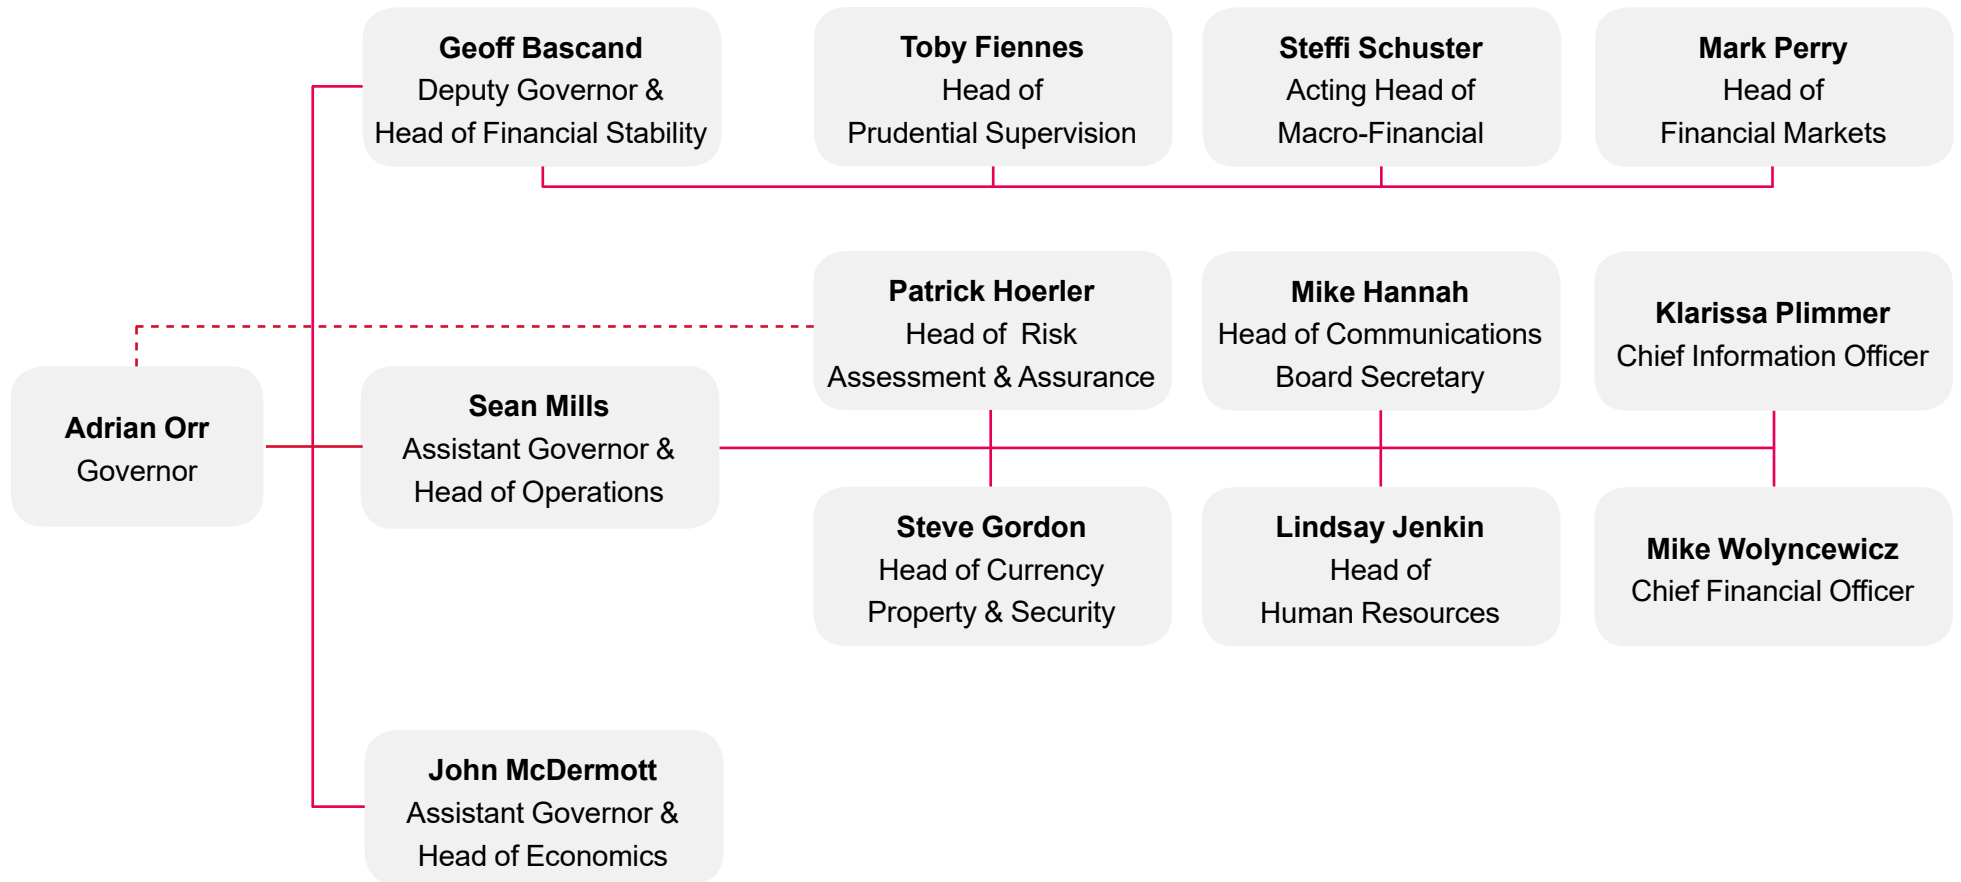 Geoff Bascand
Deputy Governor &
Head of Financial Stability
Toby Fiennes
Head of
Prudential Supervision
Steffi Schuster
Acting Head of
Macro-Financial
Mark Perry
Head of
Financial Markets
Patrick Hoerler
Head of Risk
Assessment & Assurance
Mike Hannah
Head of Communications
Board Secretary
Klarissa Plimmer
Chief Information Officer
Adrian Orr
Governor
Sean Mills
Assistant Governor &
Head of Operations
Steve Gordon
Head of Currency
Property & Security
Lindsay Jenkin
Head of
Human Resources
Mike Wolyncewicz
Chief Financial Officer
John McDermott
Assistant Governor &
Head of Economics